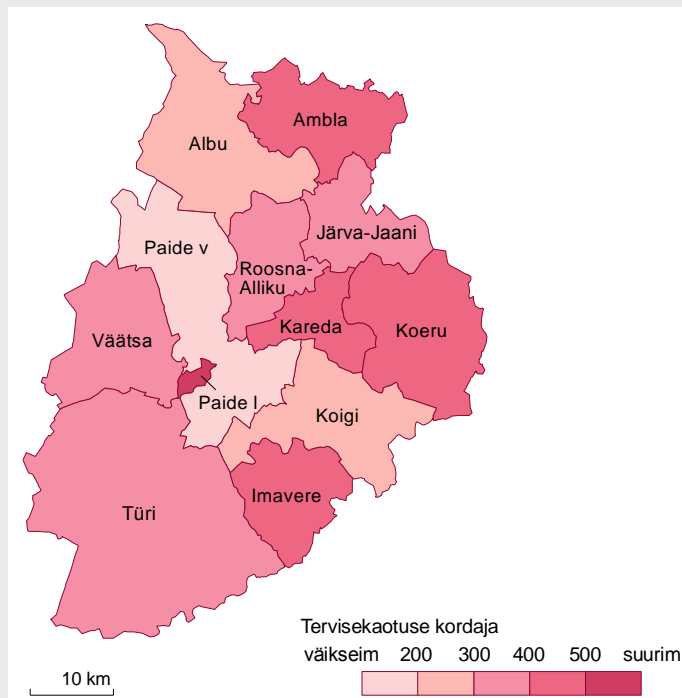 Ambla
Albu
Järva-Jaani
Paide v
Roosna-
Alliku
Kareda
Koeru
Väätsa
Paide l
Koigi
Imavere
Türi
Tervisekaotuse kordaja
väikseim 200 300 400 500 suurim
10 km